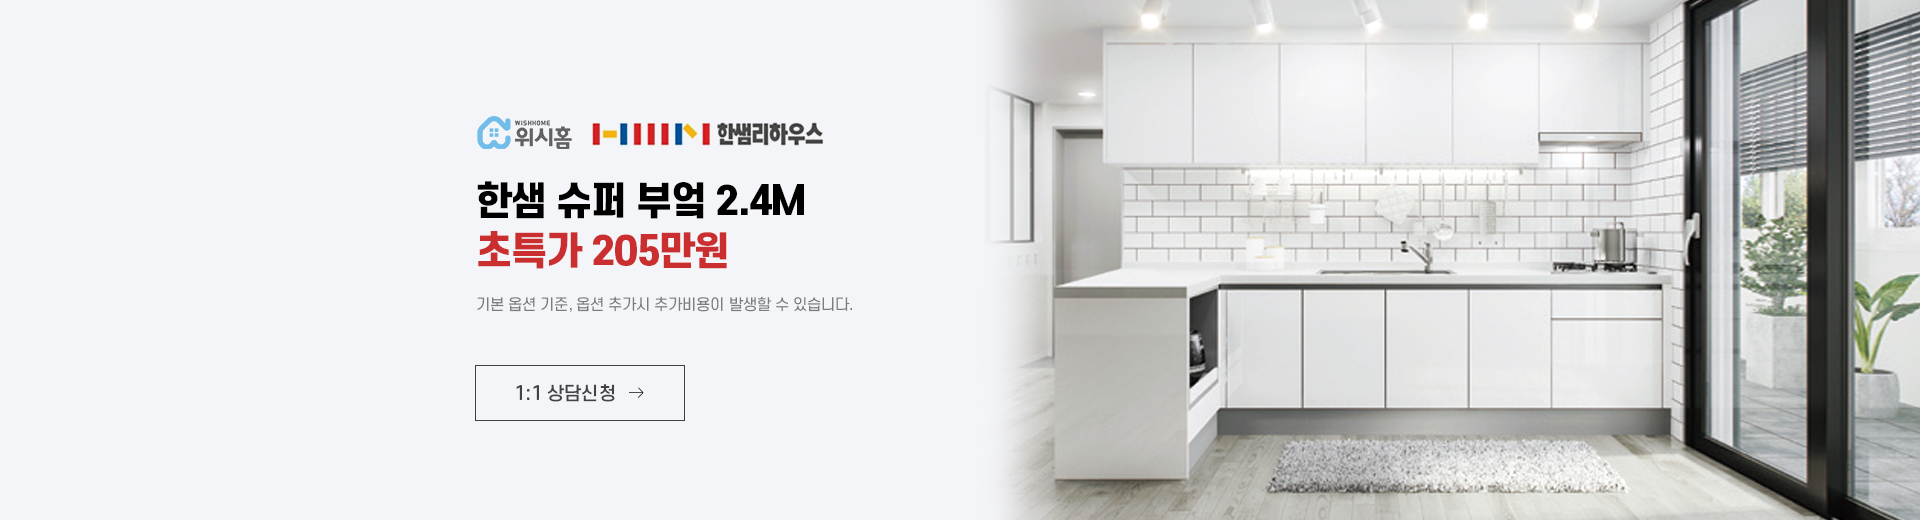 WISHHOME
위시홈 한샘리하우스
한샘 슈퍼 부엌 2.4M
초특가 205만원
기본 옵션 기준, 옵션 추가시 추가비용이 발생할 수 있습니다.
1:1 상담신청 →